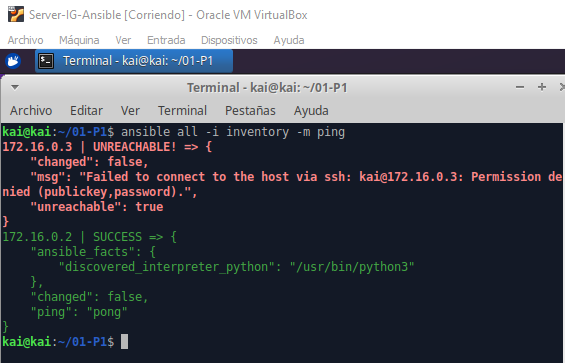 Server-IG-Ansible [Corriendo] - Oracle VM VirtualBox
Archivo Máquina Ver Entrada Dispositivos Ayuda
Terminal - kai@kai: ~/01-P1
Terminal - kai@kai: ~/01-P1
Archivo Editar Ver Terminal Pestañas Ayuda
kai@kai:~/01-P1$ ansible all -i inventory -m ping
172.16.0.3 | UNREACHABLE! => {
    "changed": false,
    "msg": "Failed to connect to the host via ssh: kai@172.16.0.3: Permission de
nied (publickey,password).",
    "unreachable": true
}
172.16.0.2 | SUCCESS => {
    "ansible_facts": {
        "discovered_interpreter_python": "/usr/bin/python3"
    },
    "changed": false,
    "ping": "pong"
}
kai@kai:~/01-P1$